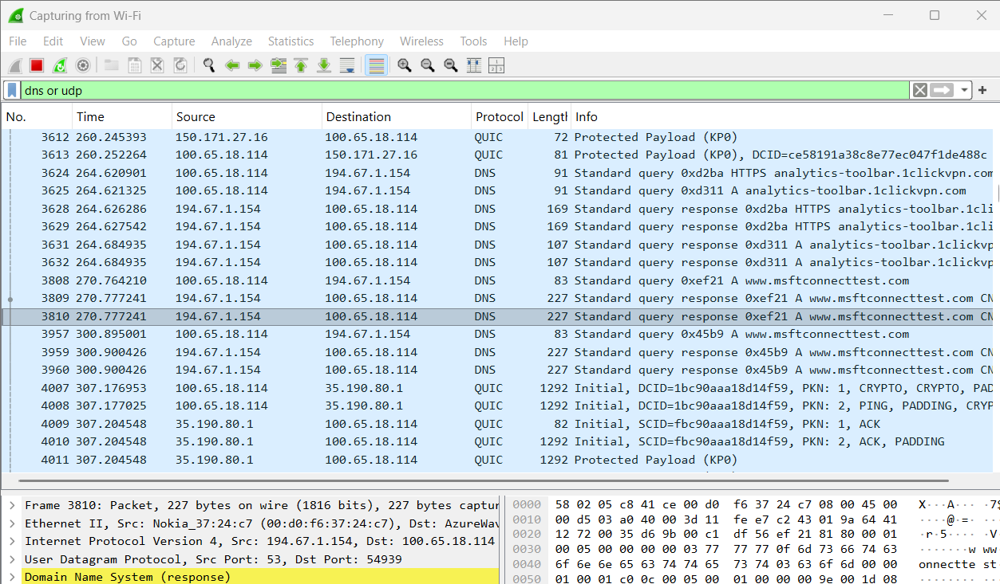 Capturing from Wi-Fi
File Edit View Go Capture Analyze Statistics Telephony Wireless Tools Help
dns or udp
No. Time Source Destination Protocol Length Info
3612 260.245393 150.171.27.16 100.65.18.114 QUIC 72 Protected Payload (KP0)
3613 260.252264 100.65.18.114 150.171.27.16 QUIC 81 Protected Payload (KP0), DCID=ce58191a38c8e77ec047f1de488c
3624 264.620901 100.65.18.114 194.67.1.154 DNS 91 Standard query 0xd2ba HTTPS analytics-toolbar.1clickvpn.com
3625 264.621325 100.65.18.114 194.67.1.154 DNS 91 Standard query 0xd311 A analytics-toolbar.1clickvpn.com
3628 264.626286 194.67.1.154 100.65.18.114 DNS 169 Standard query response 0xd2ba HTTPS analytics-toolbar.1cli
3629 264.627542 194.67.1.154 100.65.18.114 DNS 169 Standard query response 0xd2ba HTTPS analytics-toolbar.1cli
3631 264.684935 194.67.1.154 100.65.18.114 DNS 107 Standard query response 0xd311 A analytics-toolbar.1clickvp
3632 264.684935 194.67.1.154 100.65.18.114 DNS 107 Standard query response 0xd311 A analytics-toolbar.1clickvp
3808 270.764210 100.65.18.114 194.67.1.154 DNS 83 Standard query 0xef21 A www.msftconnecttest.com
3809 270.777241 194.67.1.154 100.65.18.114 DNS 227 Standard query response 0xef21 A www.msftconnecttest.com CN
3810 270.777241 194.67.1.154 100.65.18.114 DNS 227 Standard query response 0xef21 A www.msftconnecttest.com CN
3957 300.895001 100.65.18.114 194.67.1.154 DNS 83 Standard query 0x45b9 A www.msftconnecttest.com
3959 300.900426 194.67.1.154 100.65.18.114 DNS 227 Standard query response 0x45b9 A www.msftconnecttest.com CN
3960 300.900426 194.67.1.154 100.65.18.114 DNS 227 Standard query response 0x45b9 A www.msftconnecttest.com CN
4007 307.176953 100.65.18.114 35.190.80.1 QUIC 1292 Initial, DCID=1bc90aaa18d14f59, PKN: 1, CRYPTO, CRYPTO, PAD
4008 307.177025 100.65.18.114 35.190.80.1 QUIC 1292 Initial, DCID=1bc90aaa18d14f59, PKN: 2, PING, PADDING, CRYP
4009 307.204548 35.190.80.1 100.65.18.114 QUIC 82 Initial, SCID=fbc90aaa18d14f59, PKN: 1, ACK
4010 307.204548 35.190.80.1 100.65.18.114 QUIC 1292 Initial, SCID=fbc90aaa18d14f59, PKN: 2, ACK, PADDING
4011 307.204548 35.190.80.1 100.65.18.114 QUIC 1292 Protected Payload (KP0)
Frame 3810: Packet, 227 bytes on wire (1816 bits), 227 bytes captur
Ethernet II, Src: Nokia_37:24:c7 (00:d0:f6:37:24:c7), Dst: AzureWav
Internet Protocol Version 4, Src: 194.67.1.154, Dst: 100.65.18.114
User Datagram Protocol, Src Port: 53, Dst Port: 54939
Domain Name System (response)
0000 58 02 05 c8 41 ce 00 d0 f6 37 24 c7 08 00 45 00 X···A··· ·7$
0010 00 d5 03 a0 40 00 3d 11 fe e7 c2 43 01 9a 64 41 ····@·=· ···
0020 12 72 00 35 d6 9b 00 c1 df 56 ef 21 81 80 00 01 ·r·5···· ·V·
0030 00 05 00 00 00 00 03 77 77 77 0f 6d 73 66 74 63 ·······w ww·
0040 6f 6e 6e 65 63 74 74 65 73 74 03 63 6f 6d 00 00 onnectte st·
0050 01 00 01 c0 0c 00 05 00 01 00 00 00 9e 00 1d 08 ········ ···